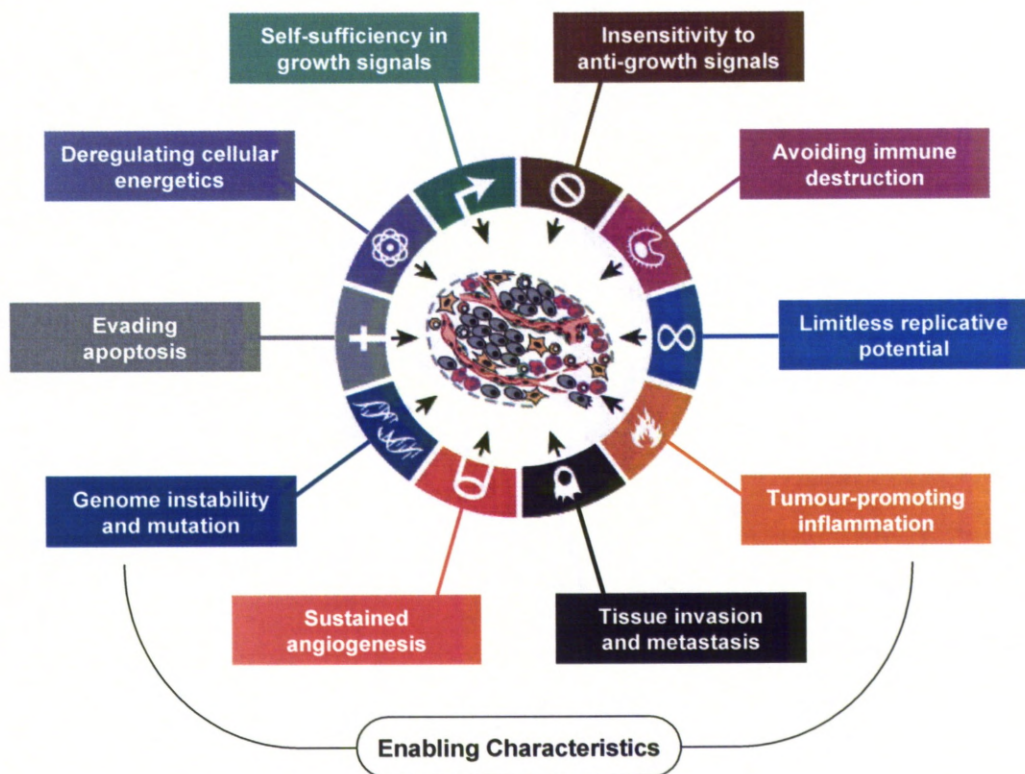 Self-sufficiency in
growth signals
Insensitivity to
anti-growth signals
Deregulating cellular
energetics
Avoiding immune
destruction
Evading
apoptosis
Limitless replicative
potential
Genome instability
and mutation
Tumour-promoting
inflammation
Sustained
angiogenesis
Tissue invasion
and metastasis
Enabling Characteristics